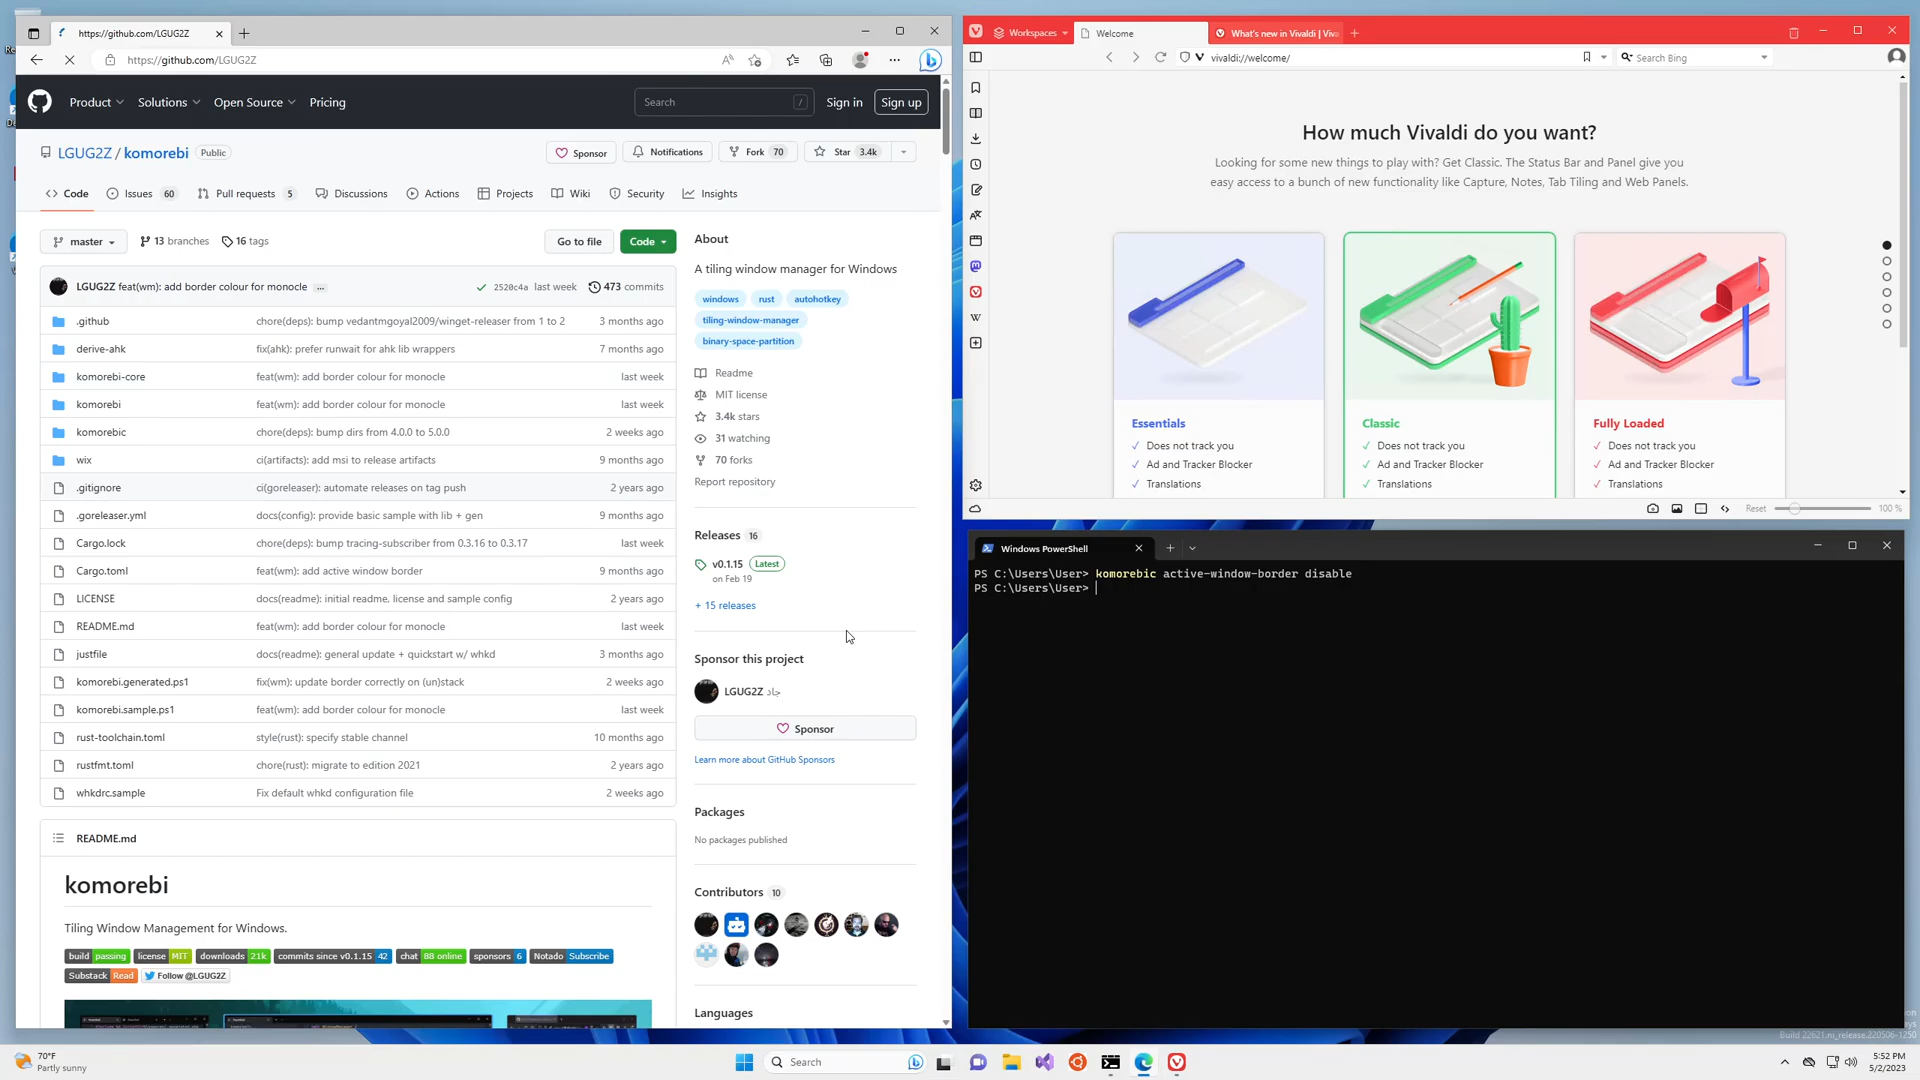 https://github.com/LGUG2Z
https://github.com/LGUG2Z
Product
Solutions
Open Source
Pricing
Search
/
Sign in
Sign up
LGUG2Z / komorebi
Public
Sponsor
Notifications
Fork 70
Star 3.4k
Code
Issues 60
Pull requests 5
Discussions
Actions
Projects
Wiki
Security
Insights
master
13 branches
16 tags
Go to file
Code
LGUG2Z feat(wm): add border colour for monocle ...
2520c4a last week
473 commits
.github chore(deps): bump vedantmgoyal2009/winget-releaser from 1 to 2 3 months ago
derive-ahk fix(ahk): prefer runwait for ahk lib wrappers 7 months ago
komorebi-core feat(wm): add border colour for monocle last week
komorebi feat(wm): add border colour for monocle last week
komorebic chore(deps): bump dirs from 4.0.0 to 5.0.0 2 weeks ago
wix ci(artifacts): add msi to release artifacts 9 months ago
.gitignore ci(goreleaser): automate releases on tag push 2 years ago
.goreleaser.yml docs(config): provide basic sample with lib + gen 9 months ago
Cargo.lock chore(deps): bump tracing-subscriber from 0.3.16 to 0.3.17 last week
Cargo.toml feat(wm): add active window border 9 months ago
LICENSE docs(readme): initial readme, license and sample config 2 years ago
README.md feat(wm): add border colour for monocle last week
justfile docs(readme): general update + quickstart w/ whkd 3 months ago
komorebi.generated.ps1 fix(wm): update border correctly on (un)stack 2 weeks ago
komorebi.sample.ps1 feat(wm): add border colour for monocle last week
rust-toolchain.toml style(rust): specify stable channel 10 months ago
rustfmt.toml chore(rust): migrate to edition 2021 2 years ago
whkdrc.sample Fix default whkd configuration file 2 weeks ago
README.md
komorebi
Tiling Window Management for Windows.
build passing license MIT downloads 21k commits since v0.1.15 42 chat 88 online sponsors 6 Notado Subscribe
Substack Read Follow @LGUG2Z
About
A tiling window manager for Windows
windows rust autohotkey
tiling-window-manager
binary-space-partition
Readme
MIT license
3.4k stars
31 watching
70 forks
Report repository
Releases 16
v0.1.15 Latest
on Feb 19
+ 15 releases
Sponsor this project
LGUG2Z جاد
Sponsor
Learn more about GitHub Sponsors
Packages
No packages published
Contributors 10
Languages
Workspaces
Welcome
What's new in Vivaldi | Viva
vivaldi://welcome/
Search Bing
How much Vivaldi do you want?
Looking for some new things to play with? Get Classic. The Status Bar and Panel give you
easy access to a bunch of new functionality like Capture, Notes, Tab Tiling and Web Panels.
Essentials
Does not track you
Ad and Tracker Blocker
Translations
Classic
Does not track you
Ad and Tracker Blocker
Translations
Fully Loaded
Does not track you
Ad and Tracker Blocker
Translations
Reset
100 %
Windows PowerShell
PS C:\Users\User> komorebic active-window-border disable
PS C:\Users\User>
Build 22621.ni_release.220506-1250
70°F
Partly sunny
Search
5:52 PM
5/2/2023